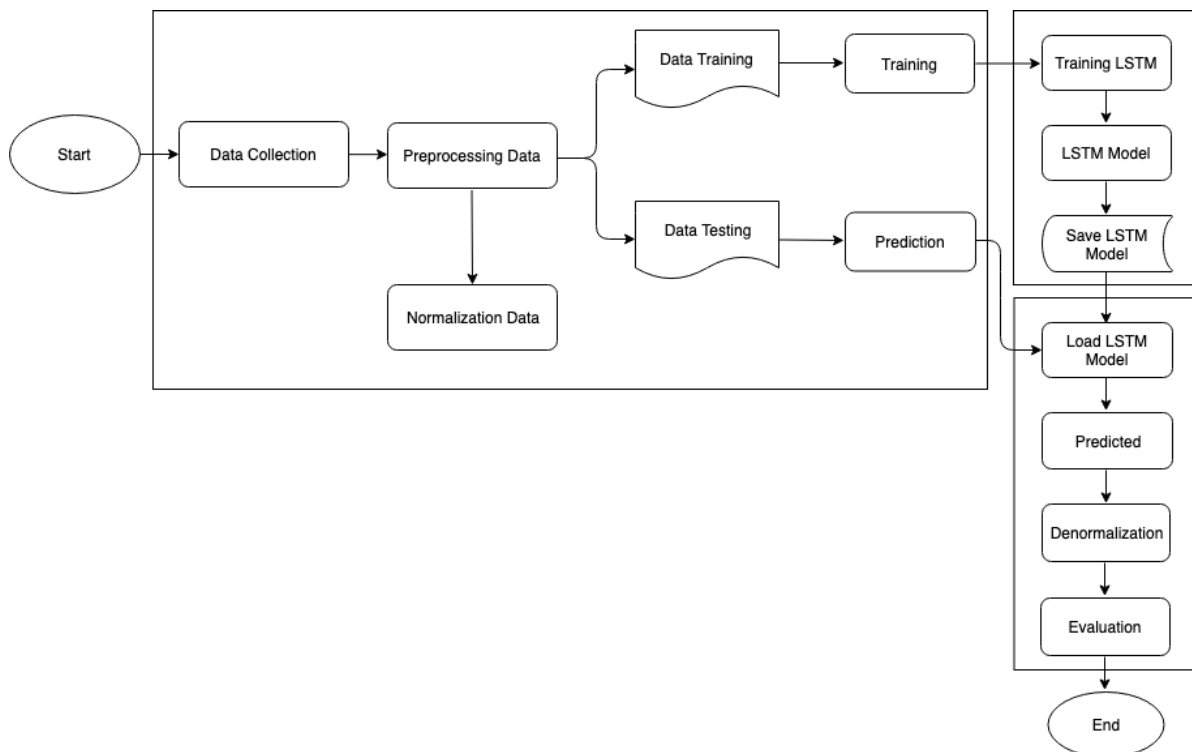 Start
Data Collection
Preprocessing Data
Normalization Data
Data Training
Training
Data Testing
Prediction
Training LSTM
LSTM Model
Save LSTM
Model
Load LSTM
Model
Predicted
Denormalization
Evaluation
End